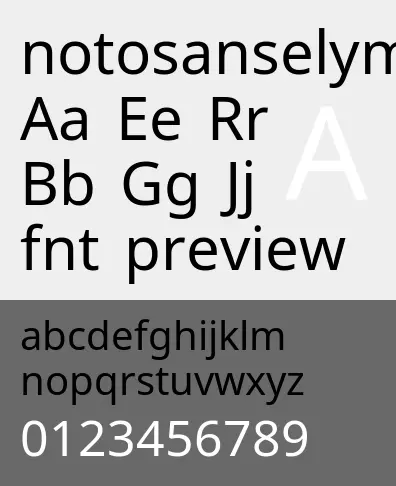 notosanselym
Aa Ee Rr
A
Bb Gg Jj
fnt preview
abcdefghijklm
nopqrstuvwxyz
0123456789